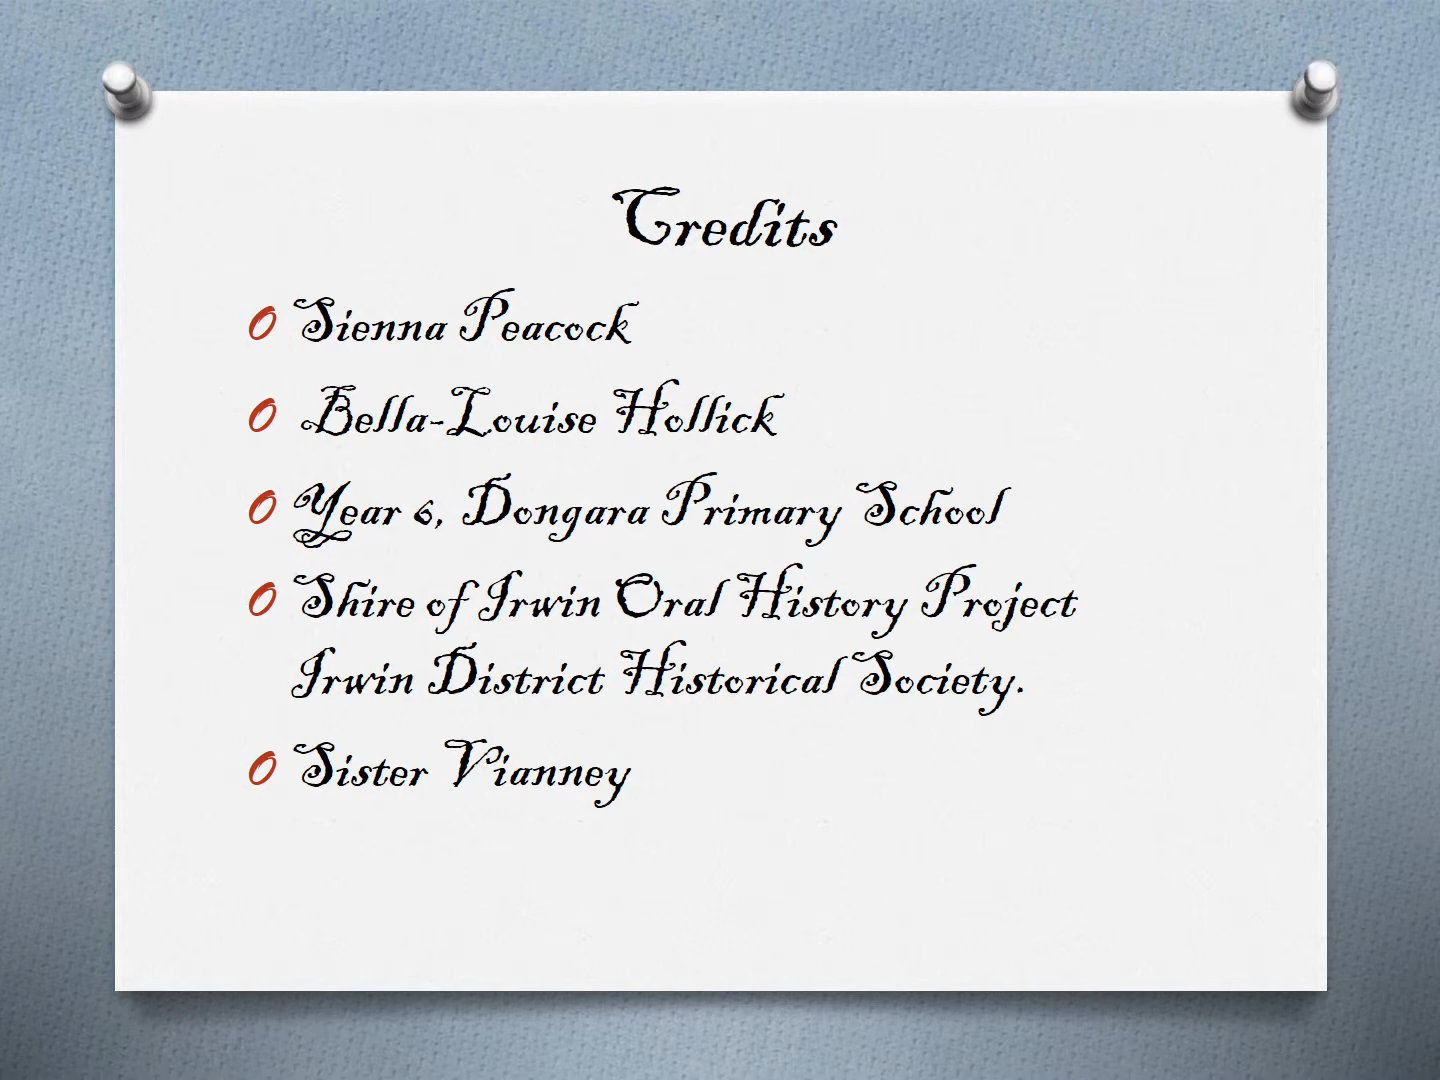 Credits
Sienna Peacock
Bella-Louise Hollick
Year 6, Dongara Primary School
Shire of Irwin Oral History Project
Irwin District Historical Society.
Sister Vianney